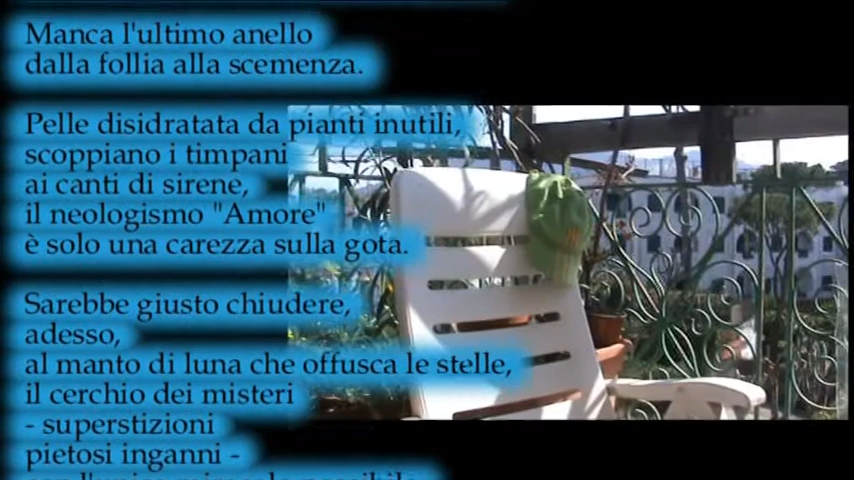 Manca l'ultimo anello
dalla follia alla scemenza.
Pelle disidratata da pianti inutili,
scoppiano i timpani
ai canti di sirene,
il neologismo "Amore"
è solo una carezza sulla gota.
Sarebbe giusto chiudere,
adesso,
al manto di luna che offusca le stelle,
il cerchio dei misteri
- superstizioni
pietosi inganni -